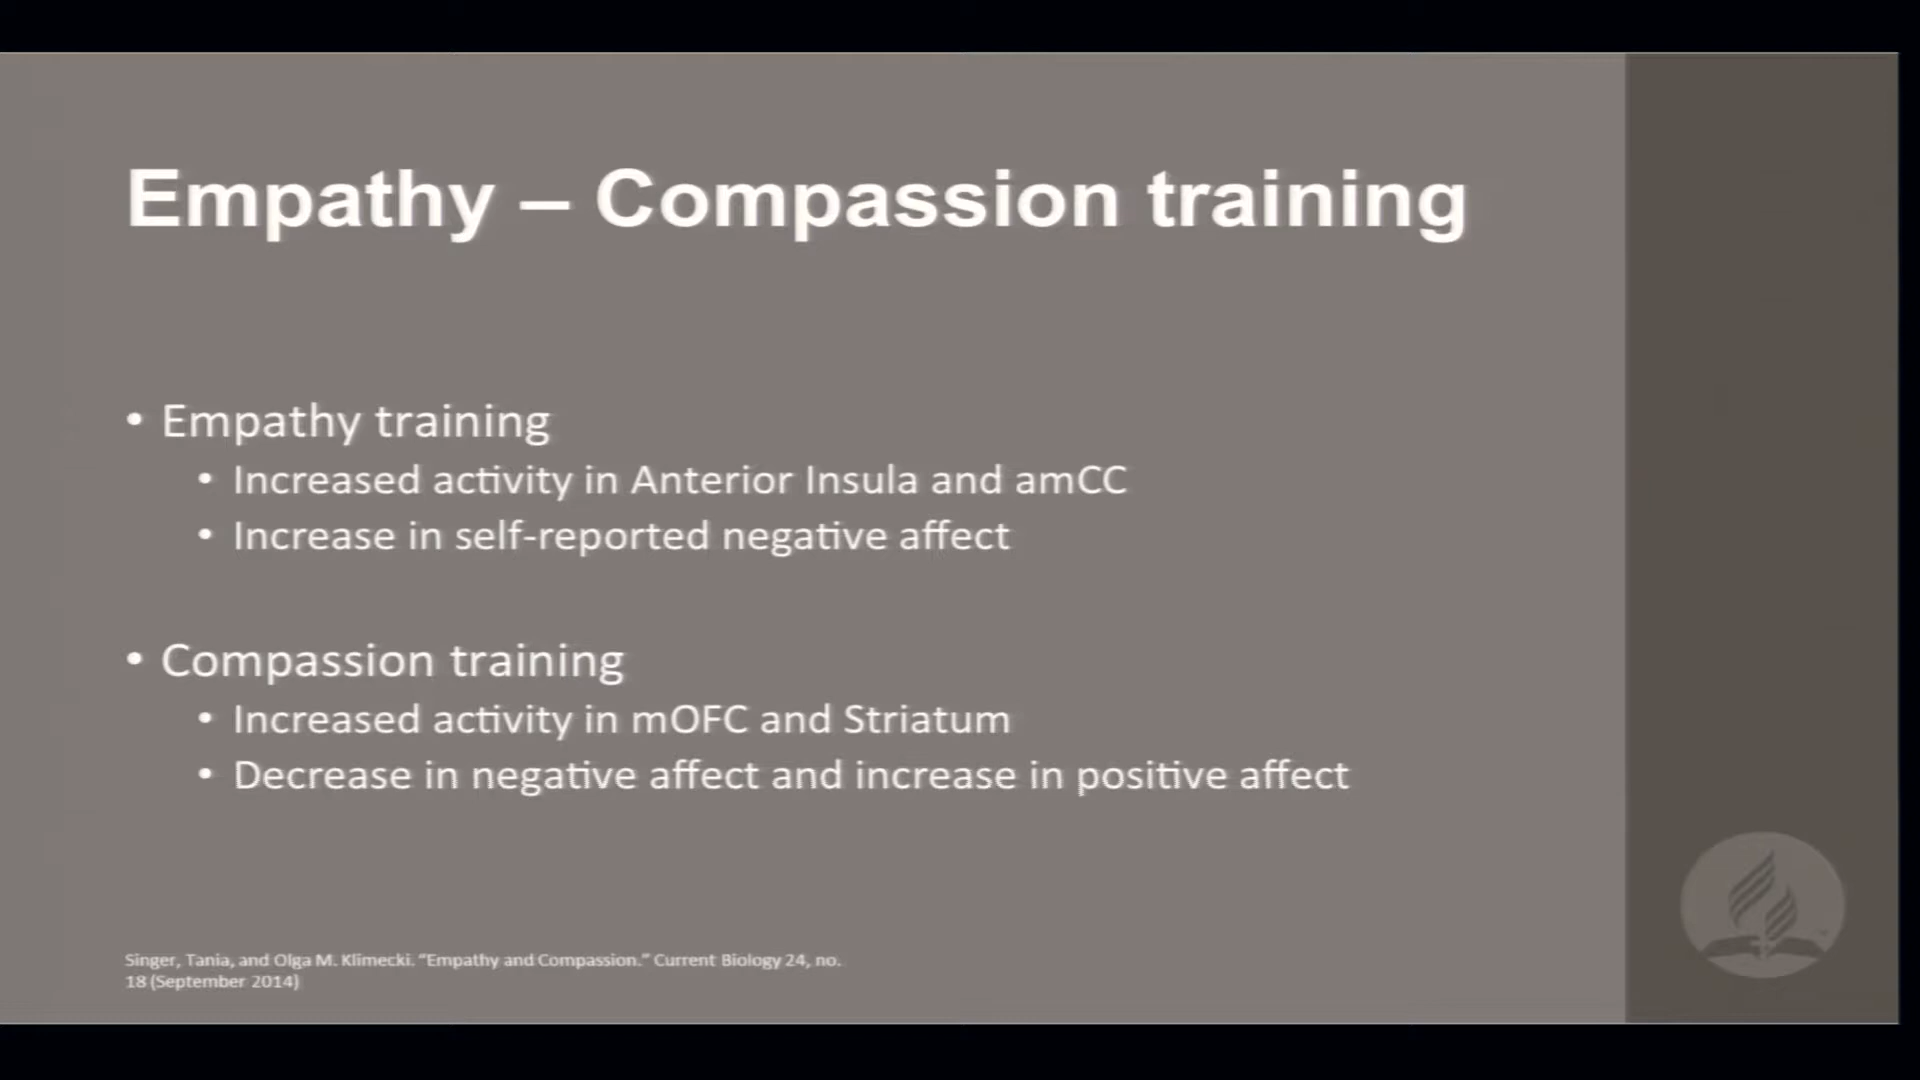 Empathy – Compassion training
• Empathy training
• Increased activity in Anterior Insula and amCC
• Increase in self-reported negative affect
• Compassion training
• Increased activity in mOFC and Striatum
• Decrease in negative affect and increase in positive affect
Singer, Tania, and Olga M. Klimecki. “Empathy and Compassion.” Current Biology 24, no.
18 (September 2014)